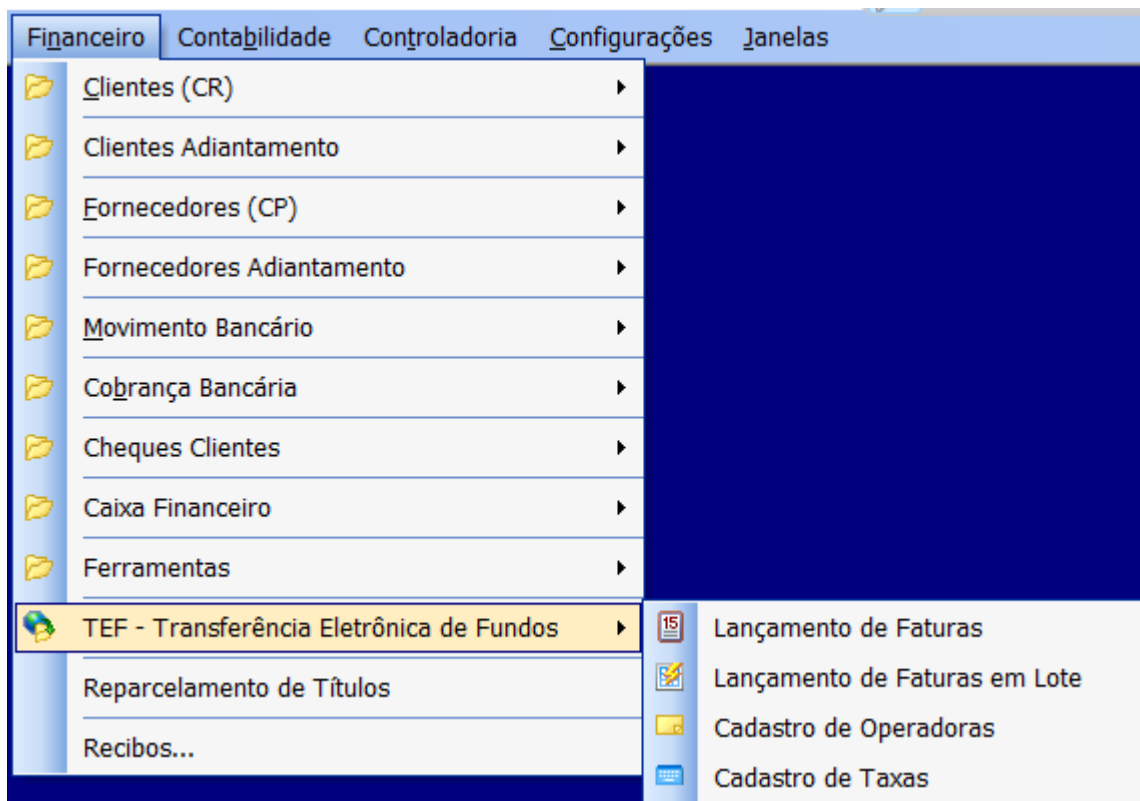 Financeiro Contabilidade Controladoria Configurações Janelas
Clientes (CR)
Clientes Adiantamento
Fornecedores (CP)
Fornecedores Adiantamento
Movimento Bancário
Cobrança Bancária
Cheques Clientes
Caixa Financeiro
Ferramentas
TEF - Transferência Eletrônica de Fundos
Reparcelamento de Títulos
Recibos...
15 Lançamento de Faturas
Lançamento de Faturas em Lote
Cadastro de Operadoras
Cadastro de Taxas